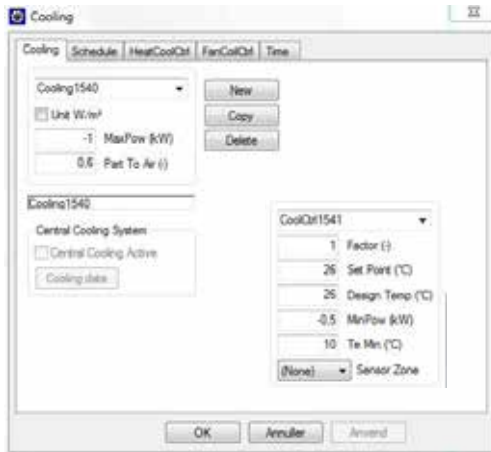 Cooling
Cooling Schedule HeatCoolCtrl FanCoilCtrl Time
Cooling1540 New
Unit W/m² Copy
-1 MaxPow (kW) Delete
0,6 Part To Air (-)
Cooling1540
Central Cooling System
Central Cooling Active
Cooling data
CoolCtrl1541
1 Factor (-)
26 Set Point (°C)
26 Design Temp (°C)
-0,5 MinPow (kW)
10 Te Min (°C)
(None) Sensor Zone
OK Annuller Anvend